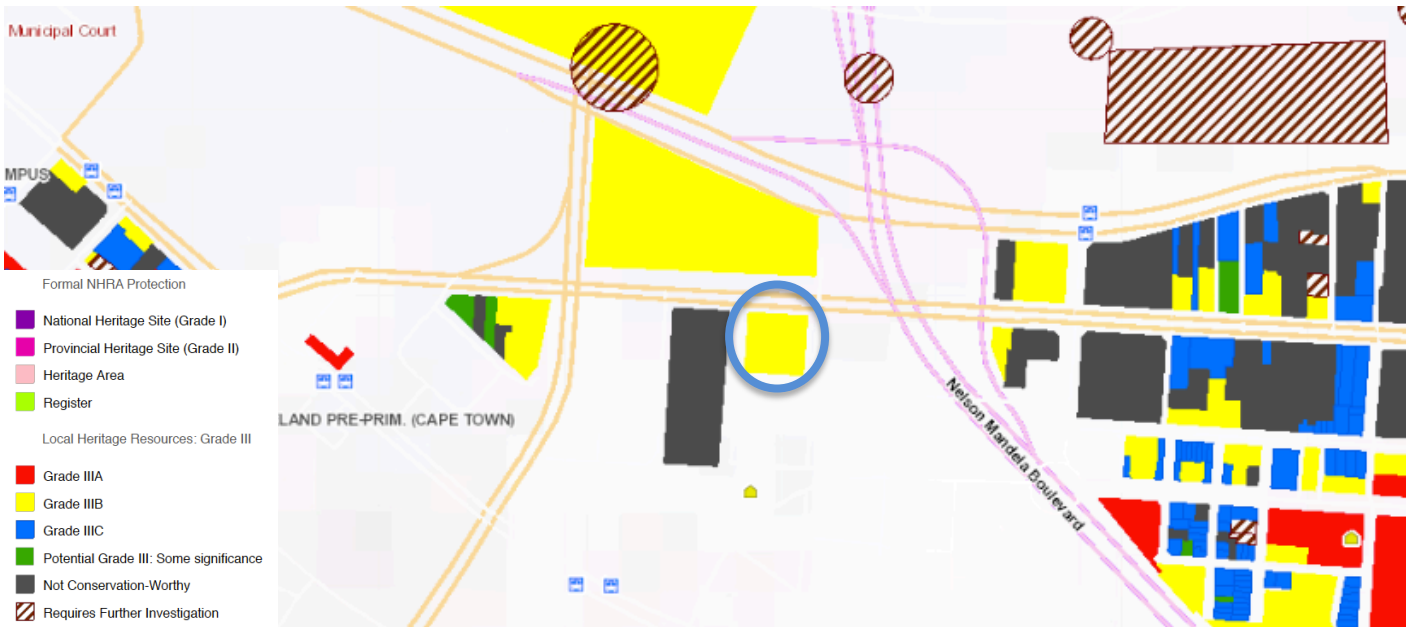 Municipal Court
MPUS
Formal NHRA Protection
National Heritage Site (Grade I)
Provincial Heritage Site (Grade II)
Heritage Area
Register
Local Heritage Resources: Grade III
Grade IIIA
Grade IIIB
Grade IIIC
Potential Grade III: Some significance
Not Conservation-Worthy
Requires Further Investigation
LAND PRE-PRIM. (CAPE TOWN)
Nelson Mandela Boulevard